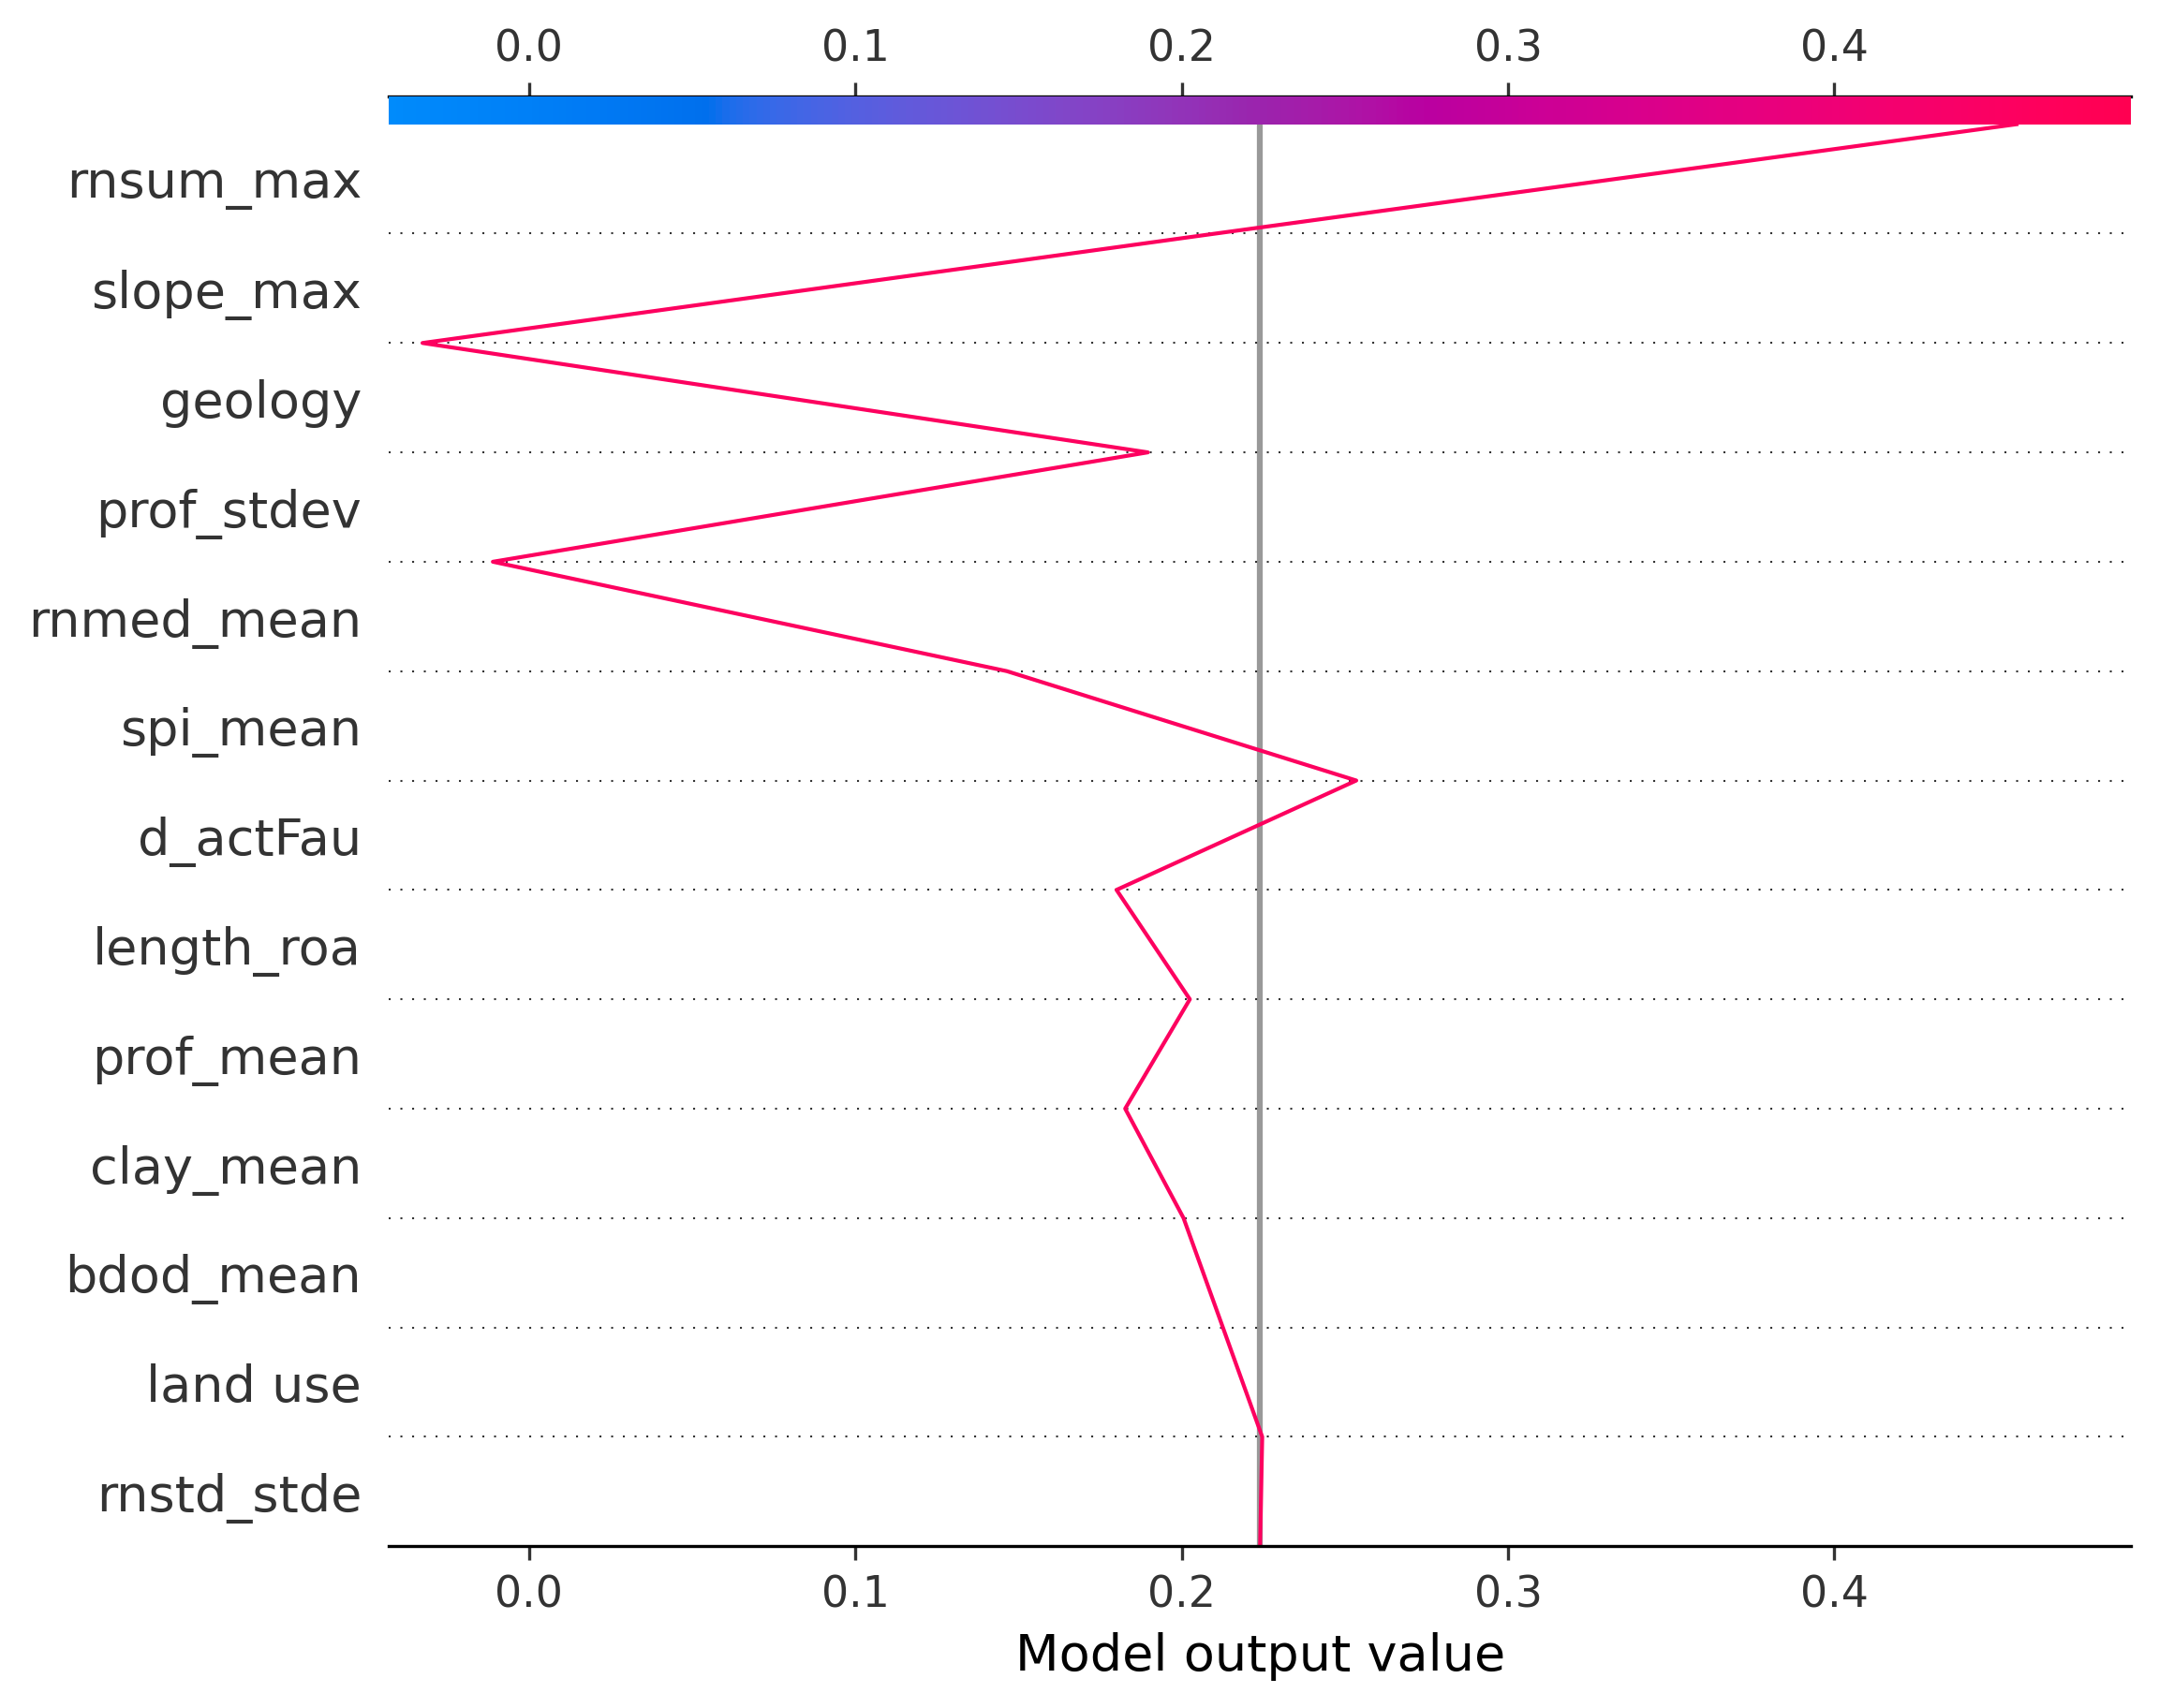 0.0 0.1 0.2 0.3 0.4
rnsum_max
slope_max
geology
prof_stdev
rnmed_mean
spi_mean
d_actFau
length_roa
prof_mean
clay_mean
bdod_mean
land use
rnstd_stde
0.0 0.1 0.2 0.3 0.4
Model output value